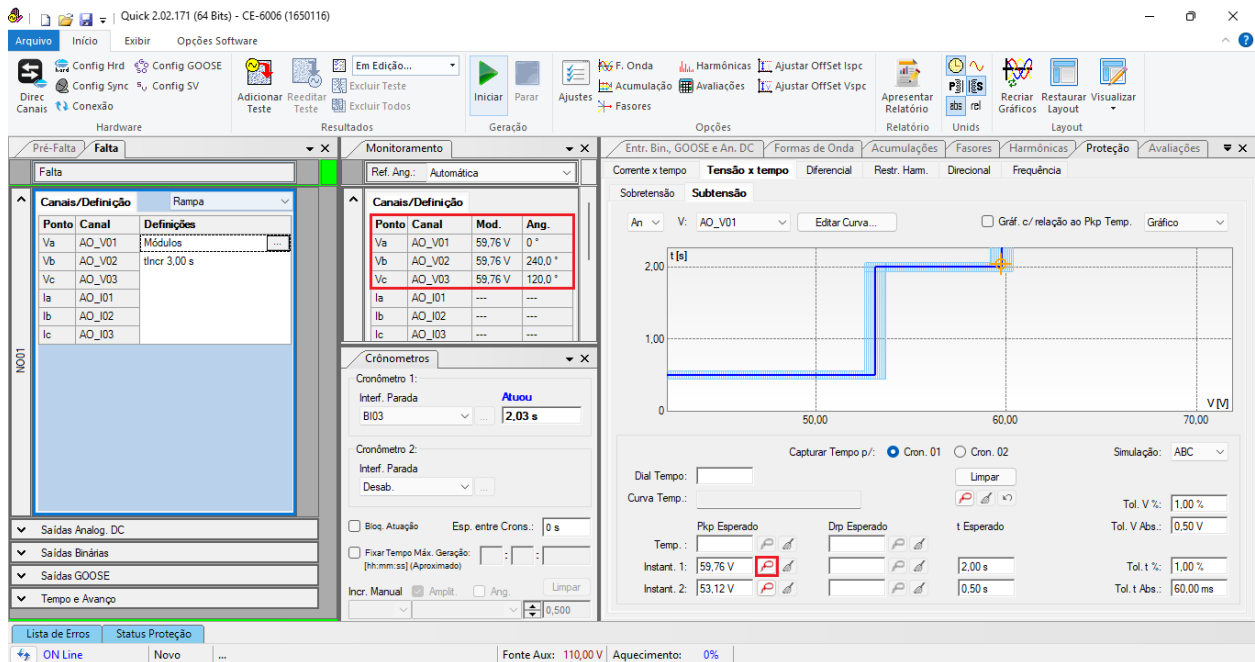 Quick 2.02.171 (64 Bits) - CE-6006 (1650116)
Arquivo Início Exibir Opções Software
Direc Canais
Config Hrd Config GOOSE
Config Sync Config SV
Conexão
Hardware
Adicionar Teste
Reeditar Teste
Em Edição...
Excluir Teste
Excluir Todos
Resultados
Iniciar Parar
Geração
Ajustes
F. Onda Harmônicas Ajustar OffSet Ispc
Acumulação Avaliações Ajustar OffSet Vspc
Fasores
Opções
Apresentar Relatório
Relatório
abs rel
Unids
Recriar Gráficos
Restaurar Layout
Visualizar
Layout
Pré-Falta Falta
Falta
NO01
Canais/Definição Rampa
Ponto Canal Definições
Va AO_V01 Módulos ...
Vb AO_V02 tIncr 3,00 s
Vc AO_V03
Ia AO_I01
Ib AO_I02
Ic AO_I03
Saídas Analog. DC
Saídas Binárias
Saídas GOOSE
Tempo e Avanço
Monitoramento
Ref. Ang.: Automática
Canais/Definição
Ponto Canal Mod. Ang.
Va AO_V01 59,76 V 0 °
Vb AO_V02 59,76 V 240,0 °
Vc AO_V03 59,76 V 120,0 °
Ia AO_I01 --- ---
Ib AO_I02 --- ---
Ic AO_I03 --- ---
Crônometros
Cronômetro 1:
Interf. Parada Atuou
BI03 ... 2,03 s
Cronômetro 2:
Interf. Parada
Desab. ...
Bloq. Atuação Esp. entre Crons.: 0 s
Fixar Tempo Máx. Geração: : :
[hh:mm:ss] (Aproximado)
Incr. Manual Amplit. Ang. Limpar
0,500
Entr. Bin., GOOSE e An. DC Formas de Onda Acumulações Fasores Harmônicas Proteção Avaliações
Corrente x tempo Tensão x tempo Diferencial Restr. Harm. Direcional Frequência
Sobretensão Subtensão
An V: AO_V01 Editar Curva... Gráf. c/ relação ao Pkp Temp. Gráfico
t [s]
2,00
1,00
0
V [V]
50,00 60,00 70,00
Capturar Tempo p/: Cron. 01 Cron. 02 Simulação: ABC
Dial Tempo: Limpar
Curva Temp.: Tol. V %: 1,00 %
Pkp Esperado Drp Esperado t Esperado Tol. V Abs.: 0,50 V
Temp. :
Instant. 1: 59,76 V 2,00 s Tol. t %: 1,00 %
Instant. 2: 53,12 V 0,50 s Tol. t Abs.: 60,00 ms
Lista de Erros Status Proteção
ON Line Novo ... Fonte Aux: 110,00 V Aquecimento: 0%